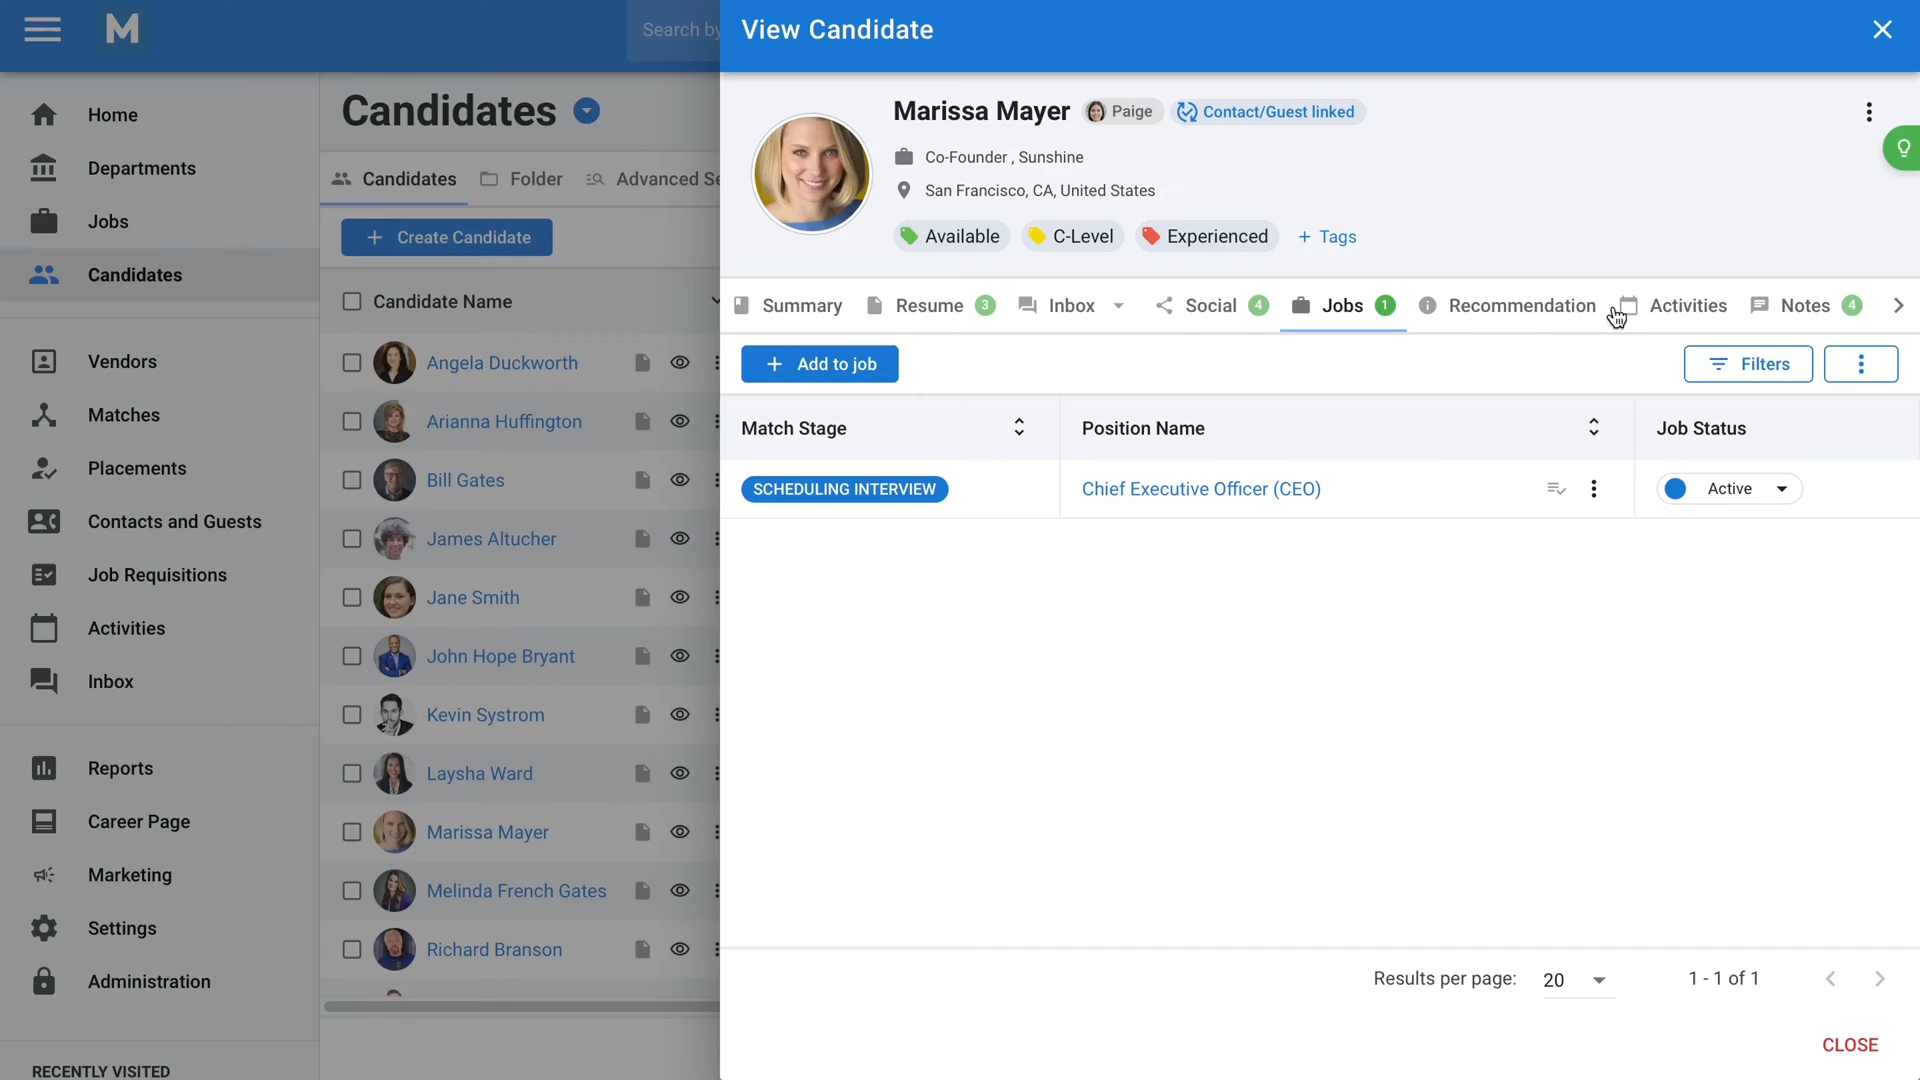 M
Search by
View Candidate
Home
Departments
Jobs
Candidates
Vendors
Matches
Placements
Contacts and Guests
Job Requisitions
Activities
Inbox
Reports
Career Page
Marketing
Settings
Administration
RECENTLY VISITED
Candidates
Candidates Folder Advanced Se
+ Create Candidate
Candidate Name
Angela Duckworth
Arianna Huffington
Bill Gates
James Altucher
Jane Smith
John Hope Bryant
Kevin Systrom
Laysha Ward
Marissa Mayer
Melinda French Gates
Richard Branson
Marissa Mayer Paige Contact/Guest linked
Co-Founder , Sunshine
San Francisco, CA, United States
Available C-Level Experienced + Tags
Summary Resume 3 Inbox Social 4 Jobs 1 Recommendation Activities Notes 4
+ Add to job Filters
Match Stage Position Name Job Status
SCHEDULING INTERVIEW Chief Executive Officer (CEO) Active
Results per page: 20 1 - 1 of 1
CLOSE